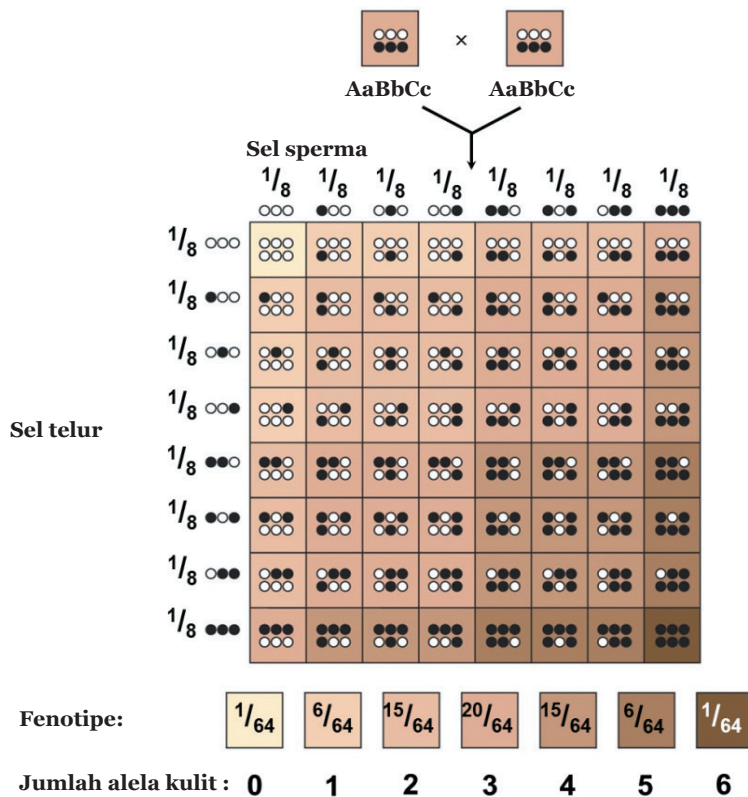 ×
AaBbCc AaBbCc
Sel sperma
1/8 1/8 1/8 1/8 1/8 1/8 1/8 1/8
1/8
1/8
1/8
1/8
Sel telur
1/8
1/8
1/8
1/8
Fenotipe: 1/64 6/64 15/64 20/64 15/64 6/64 1/64
Jumlah alela kulit : 0 1 2 3 4 5 6